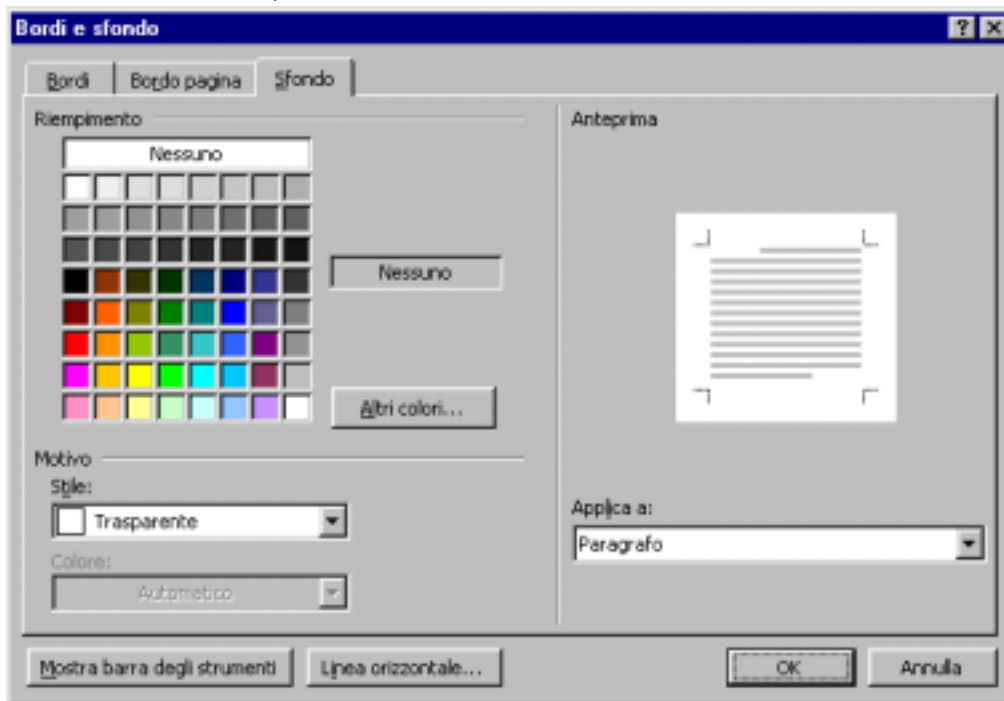 Bordi e sfondo
Bordi
Bordo pagina
Sfondo
Riempimento
Nessuno
Nessuno
Altri colori...
Motivo
Stile:
Trasparente
Colore:
Automatico
Anteprima
Applica a:
Paragrafo
Mostra barra degli strumenti
Linea orizzontale...
OK
Annulla